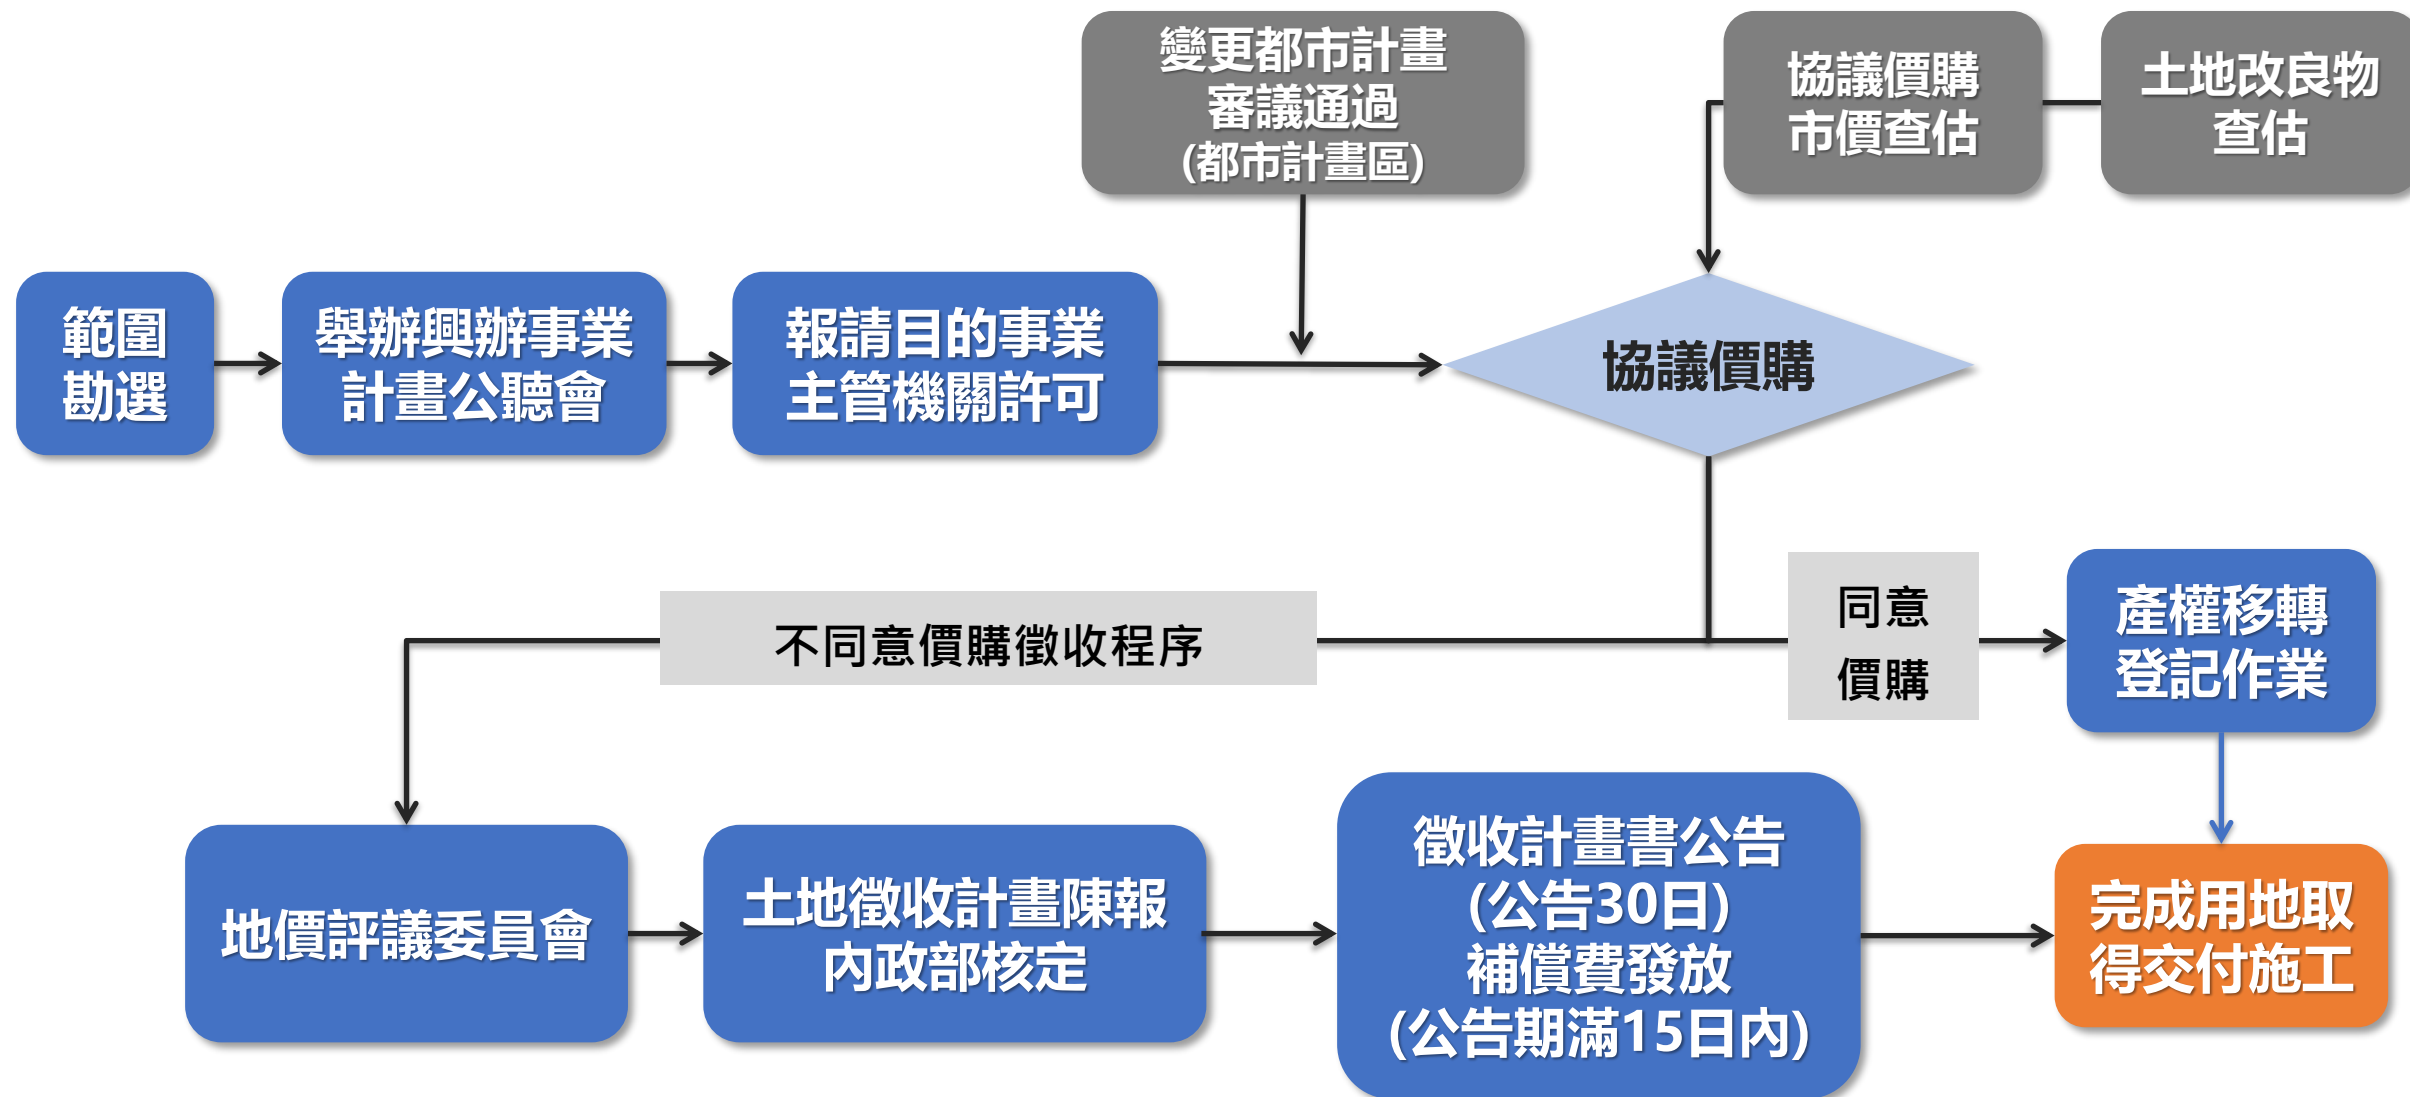 變更都市計畫
審議通過
(都市計畫區)
協議價購
市價查估
土地改良物
查估
範圍
勘選
舉辦興辦事業
計畫公聽會
報請目的事業
主管機關許可
協議價購
不同意價購徵收程序
同意
價購
產權移轉
登記作業
地價評議委員會
土地徵收計畫陳報
內政部核定
徵收計畫書公告
(公告30日)
補償費發放
(公告期滿15日內)
完成用地取
得交付施工